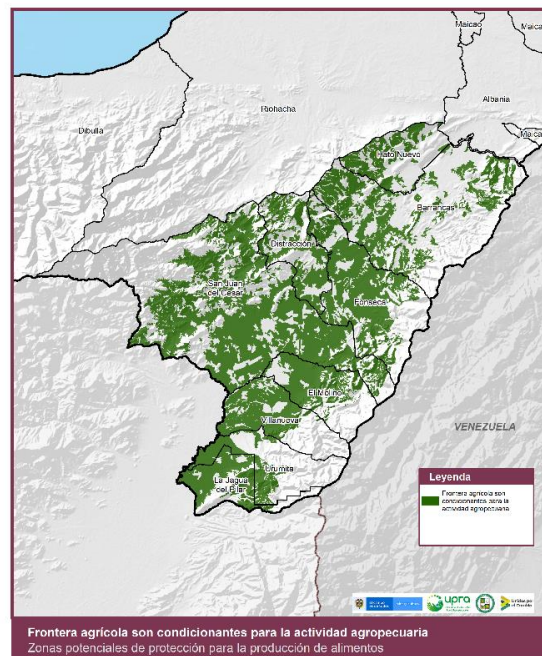 Maicao
Maica
Dibulla
Riohacha
Albania
Maica
Hato Nuevo
Barrancas
Distracción
San Juan
del Cesar
Fonseca
El Molino
Villanueva
VENEZUELA
Urumita
La Jagua
del Pilar
Leyenda
Frontera agrícola son
condicionantes para la
actividad agropecuaria
upra
Frontera agrícola son condicionantes para la actividad agropecuaria
Zonas potenciales de protección para la producción de alimentos